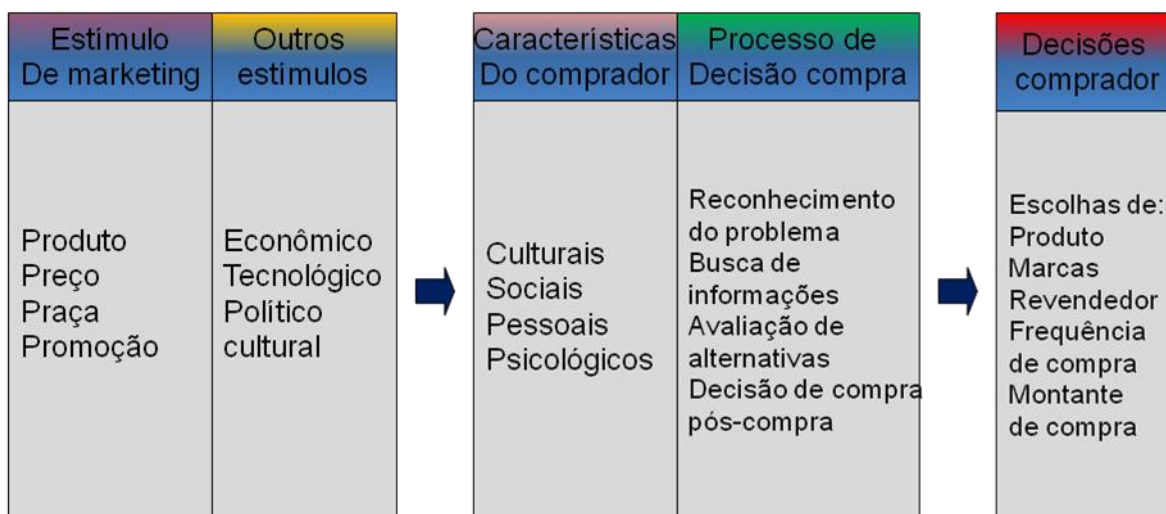 Estímulo
De marketing
Outros
estímulos
Características
Do comprador
Processo de
Decisão compra
Decisões
comprador
Produto
Preço
Praça
Promoção
Econômico
Tecnológico
Político
cultural
Culturais
Sociais
Pessoais
Psicológicos
Reconhecimento
do problema
Busca de
informações
Avaliação de
alternativas
Decisão de compra
pós-compra
Escolhas de:
Produto
Marcas
Revendedor
Frequência
de compra
Montante
de compra